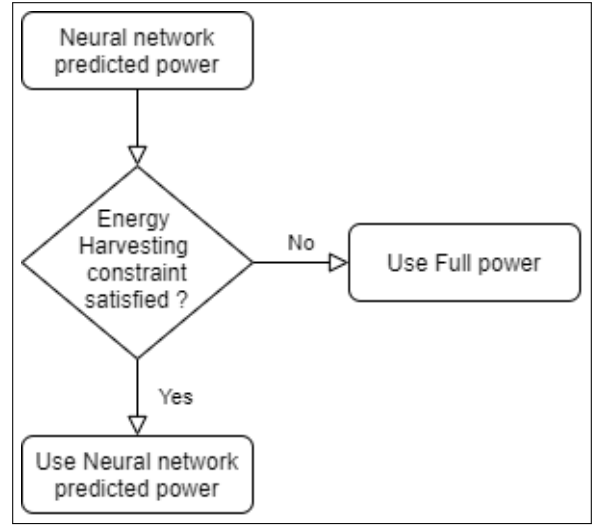 Neural network
predicted power
Energy
Harvesting
constraint
satisfied ?
No
Use Full power
Yes
Use Neural network
predicted power